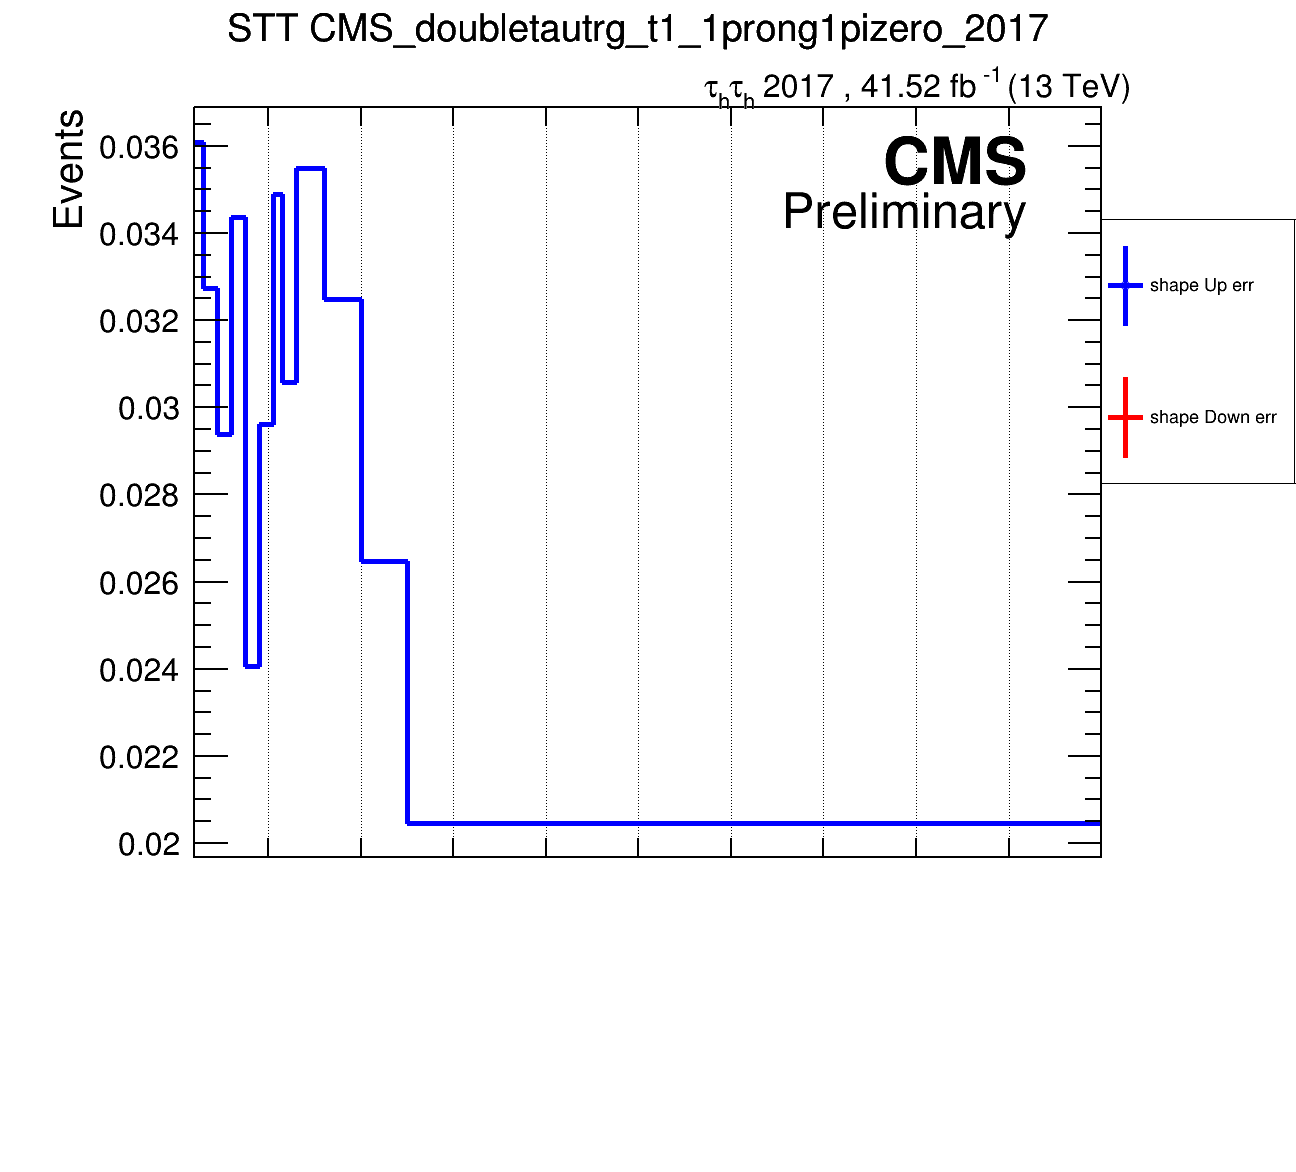 STT CMS_doubletautrg_t1_1prong1pizero_2017
τhτh 2017 , 41.52 fb -1 (13 TeV)
Events
CMS
Preliminary
0.036
0.034
0.032
0.03
0.028
0.026
0.024
0.022
0.02
shape Up err
shape Down err